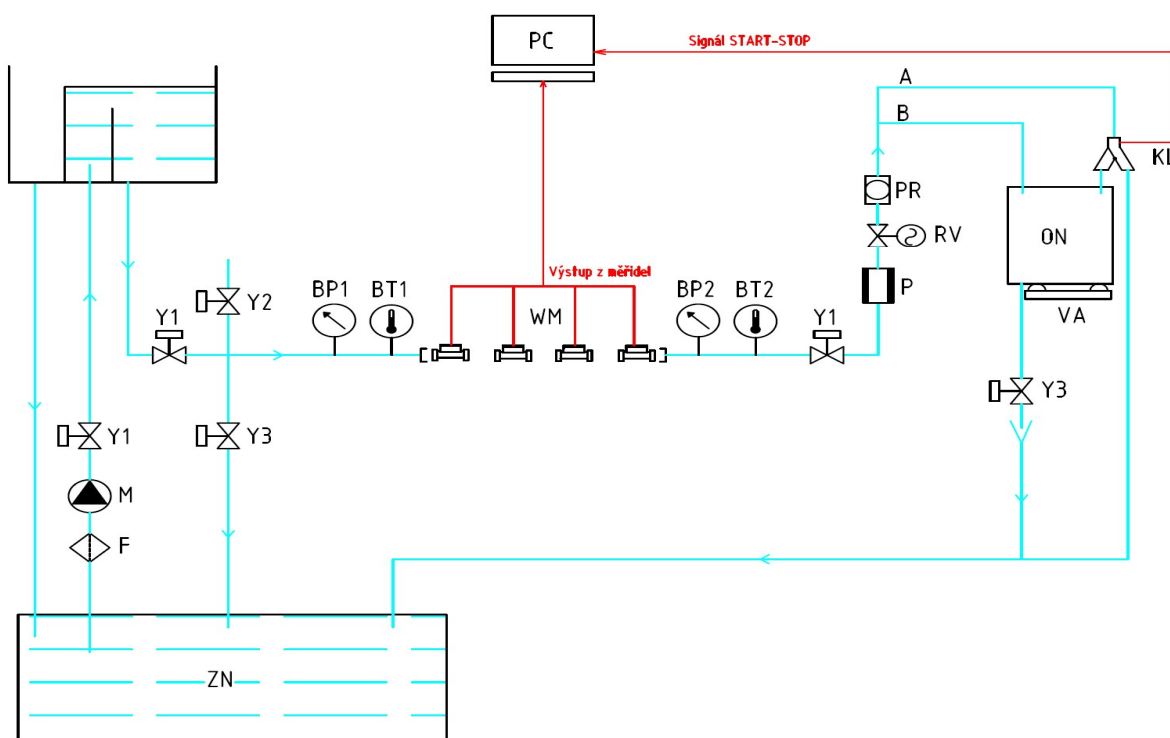 PC
Signál START-STOP
A
B
KL
PR
RV
ON
P
VA
Výstup z měřidel
BP1
BT1
WM
BP2
BT2
Y1
Y2
Y1
Y3
Y1
Y3
M
F
ZN